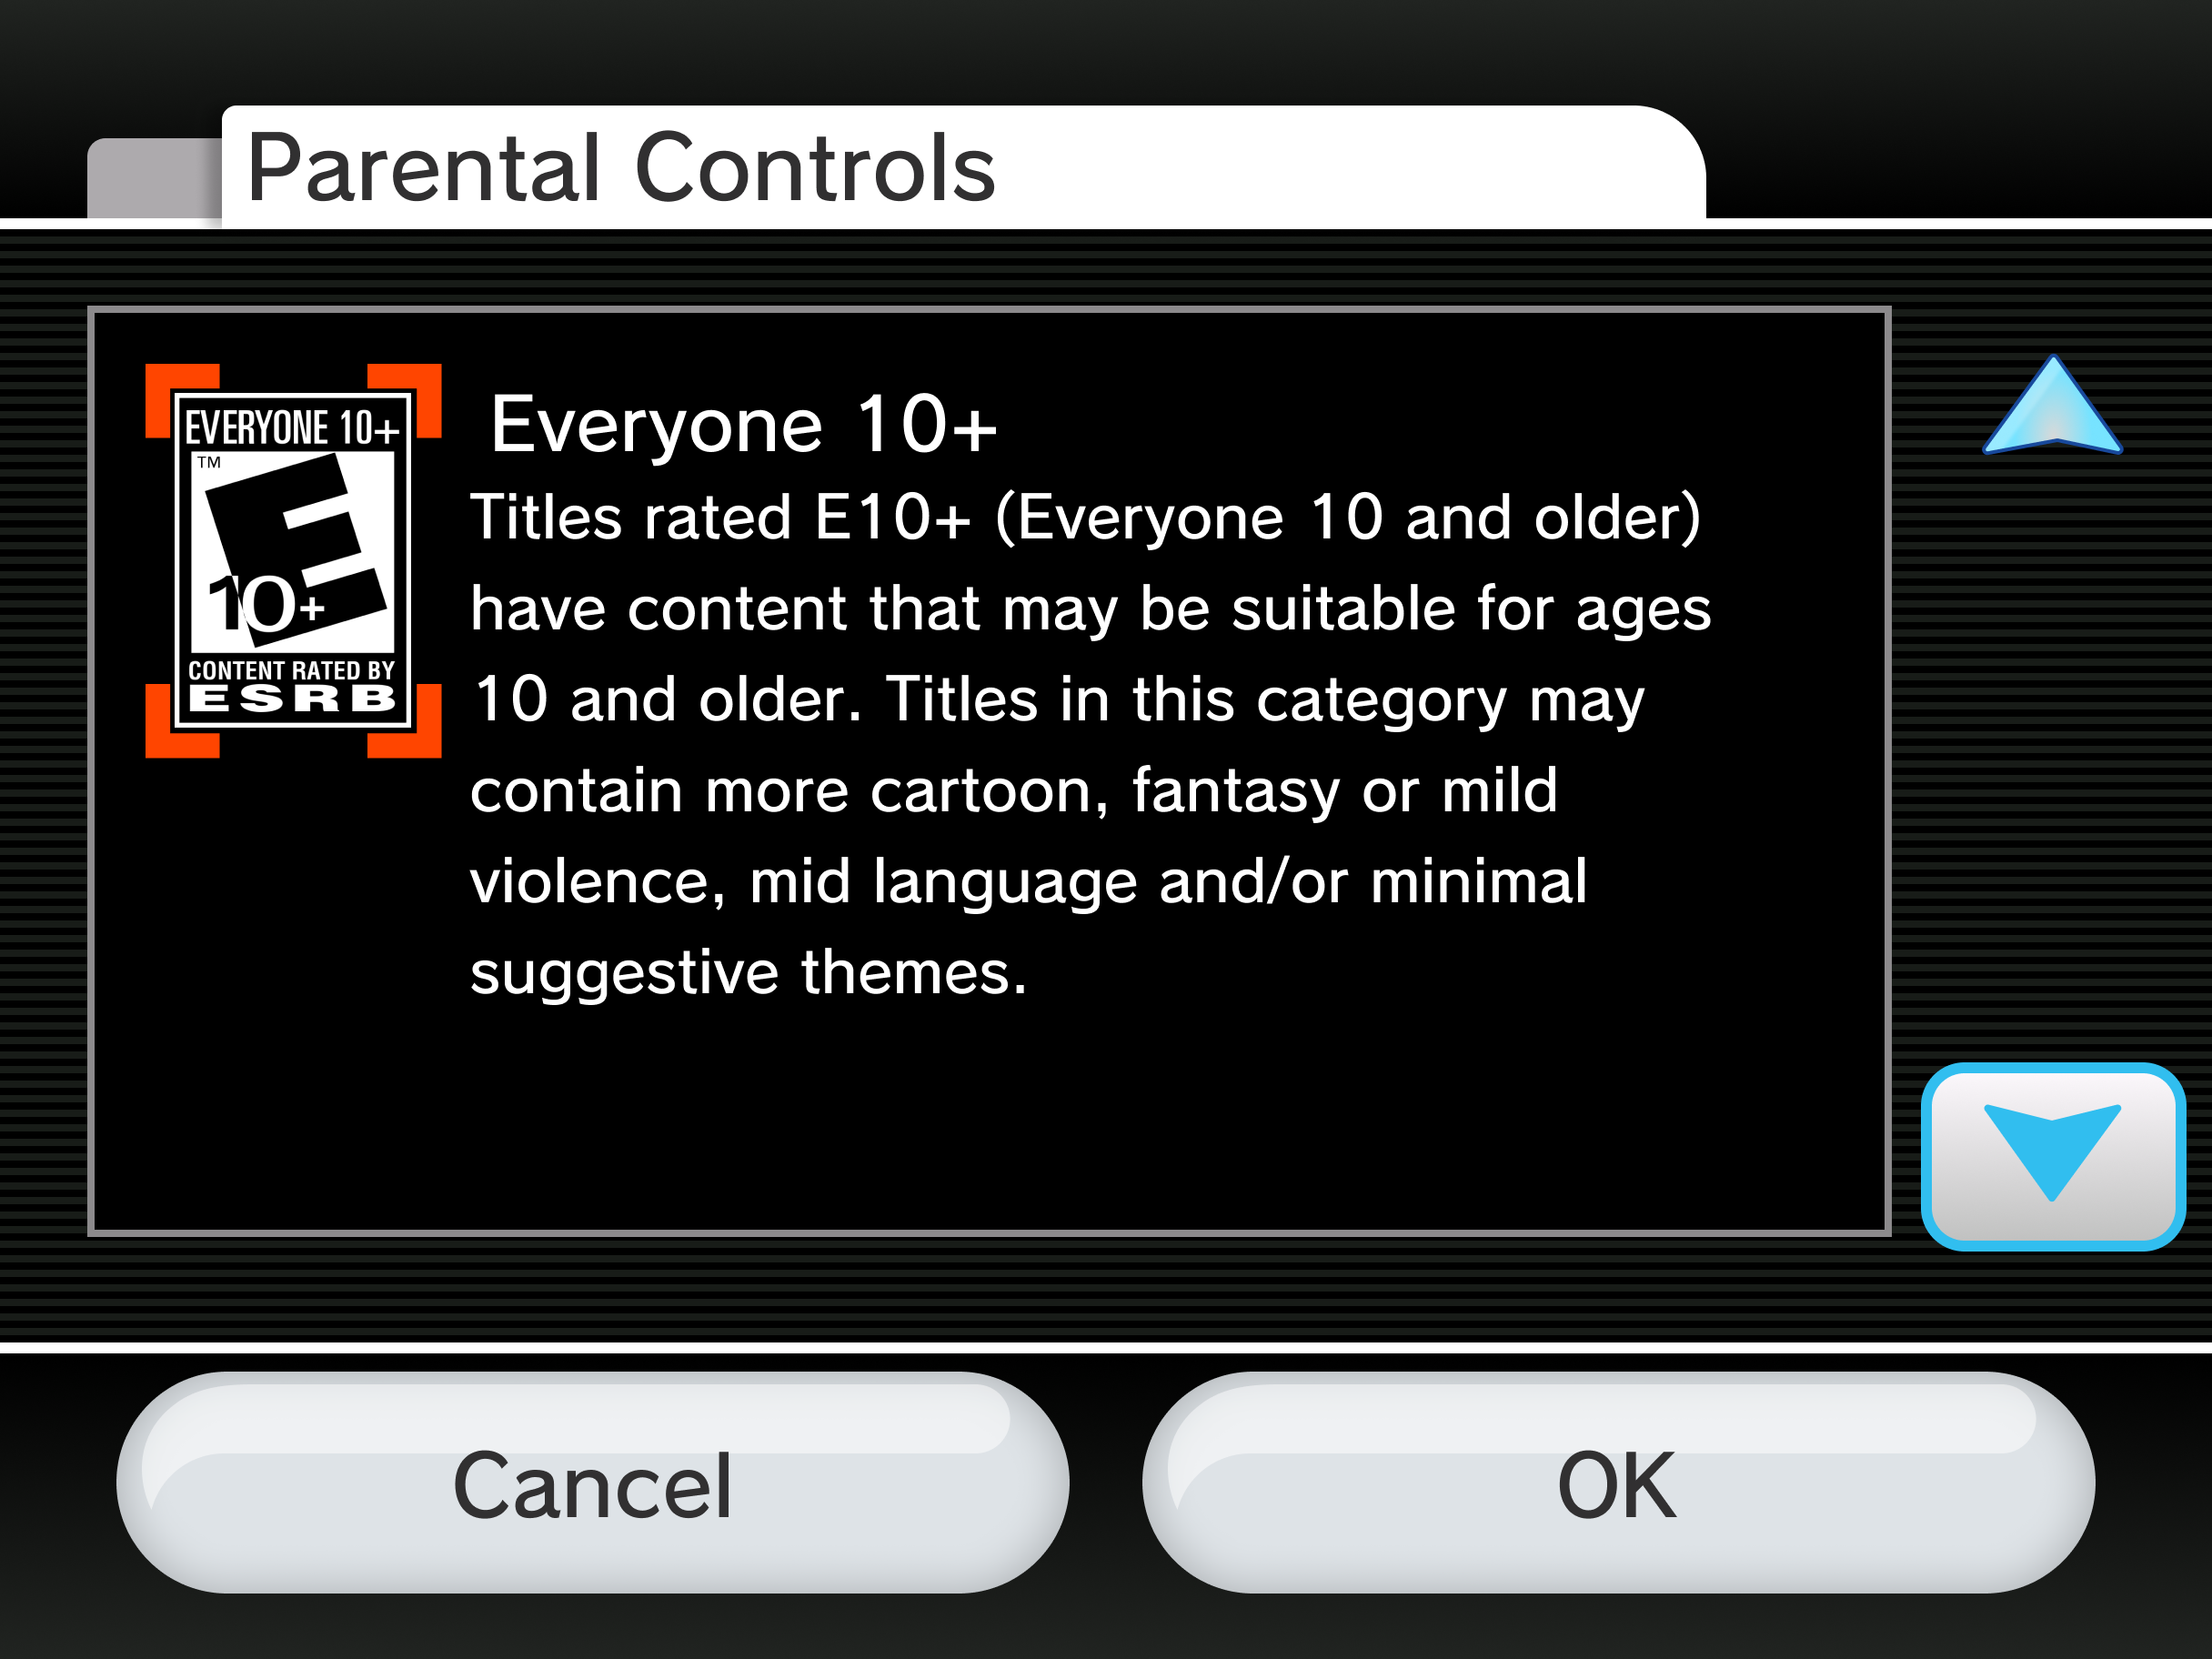 Parental Controls
EVERYONE 10+
TM
10+
CONTENT RATED BY
ESRB
Everyone 10+
Titles rated E10+ (Everyone 10 and older)
have content that may be suitable for ages
10 and older. Titles in this category may
contain more cartoon, fantasy or mild
violence, mid language and/or minimal
suggestive themes.
Cancel
OK